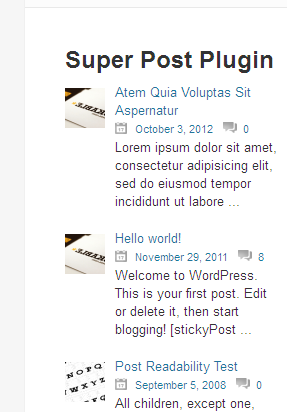 Super Post Plugin
Atem Quia Voluptas Sit
Aspernatur
October 3, 2012 0
Lorem ipsum dolor sit amet,
consectetur adipisicing elit,
sed do eiusmod tempor
incididunt ut labore ...
Hello world!
November 29, 2011 8
Welcome to WordPress.
This is your first post. Edit
or delete it, then start
blogging! [stickyPost ...
N O P Q
W X Y Z
Post Readability Test
September 5, 2008 0
All children, except one,